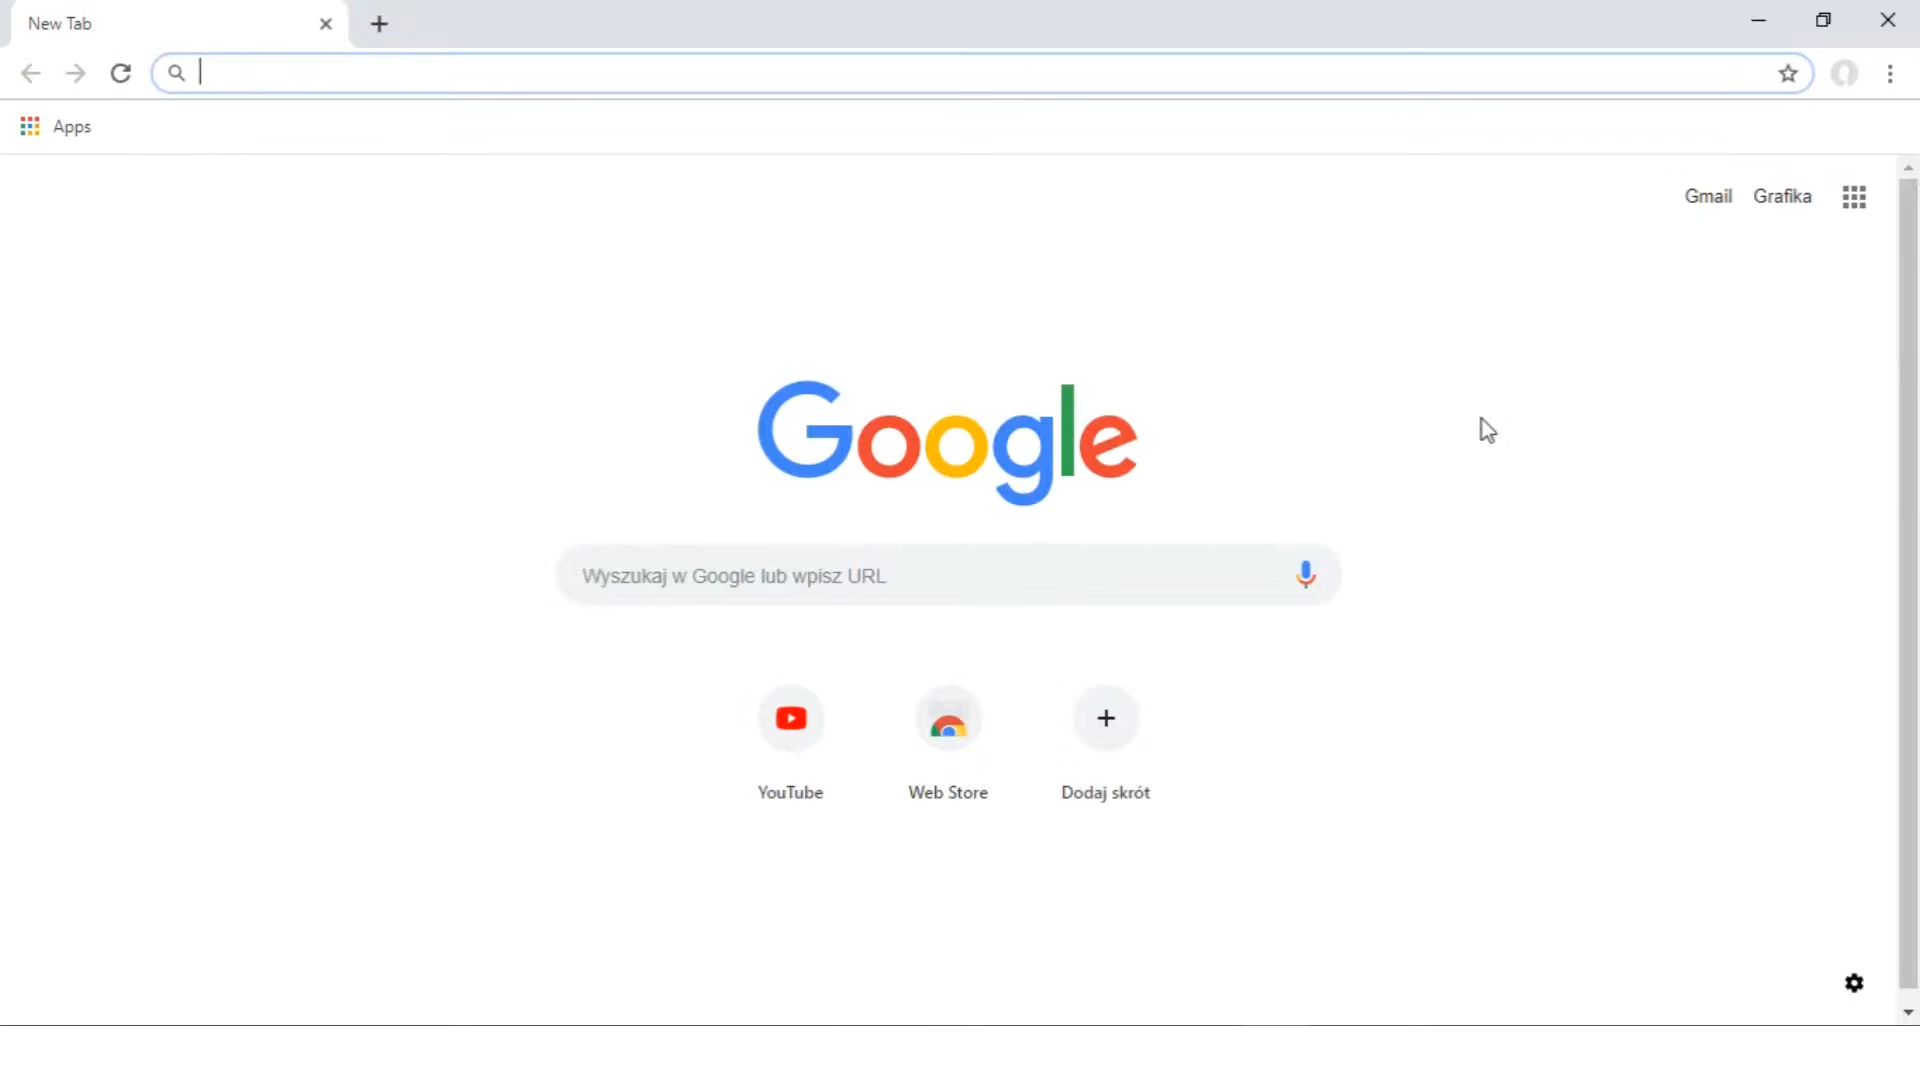 New Tab
Apps
Gmail Grafika
Google
Wyszukaj w Google lub wpisz URL
YouTube Web Store Dodaj skrót